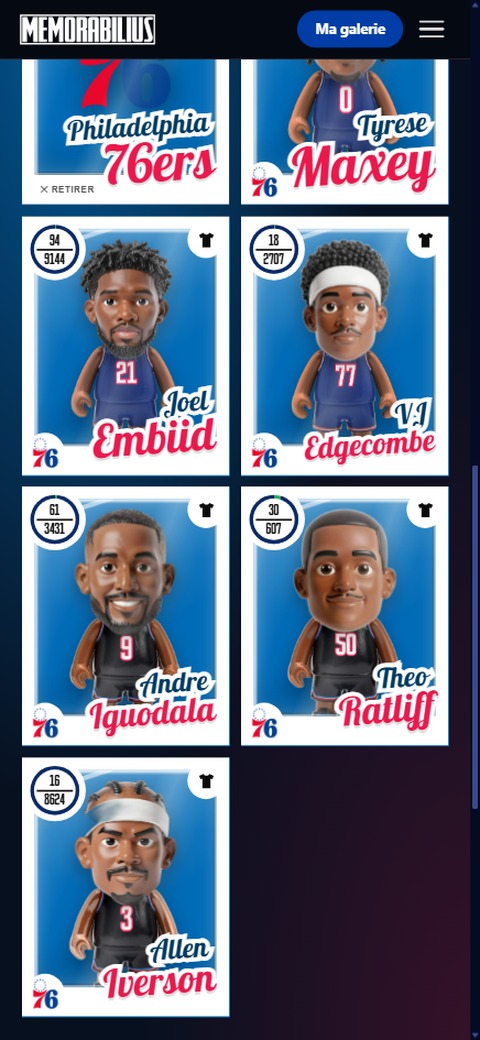 MEMORABILIUS
Ma galerie
76
Philadelphia
76ers
RETIRER
0
Tyrese
Maxey
76
94
9144
21
Joel
Embiid
76
18
2707
77
VJ
Edgecombe
76
61
3431
9
Andre
Iguodala
76
30
607
50
Theo
Ratliff
76
16
8624
3
Allen
Iverson
76